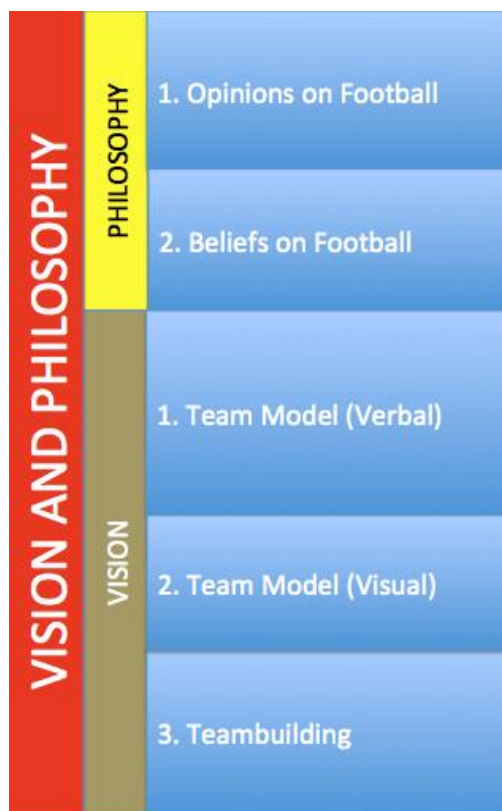 VISION AND PHILOSOPHY
PHILOSOPHY
1. Opinions on Football
2. Beliefs on Football
VISION
1. Team Model (Verbal)
2. Team Model (Visual)
3. Teambuilding